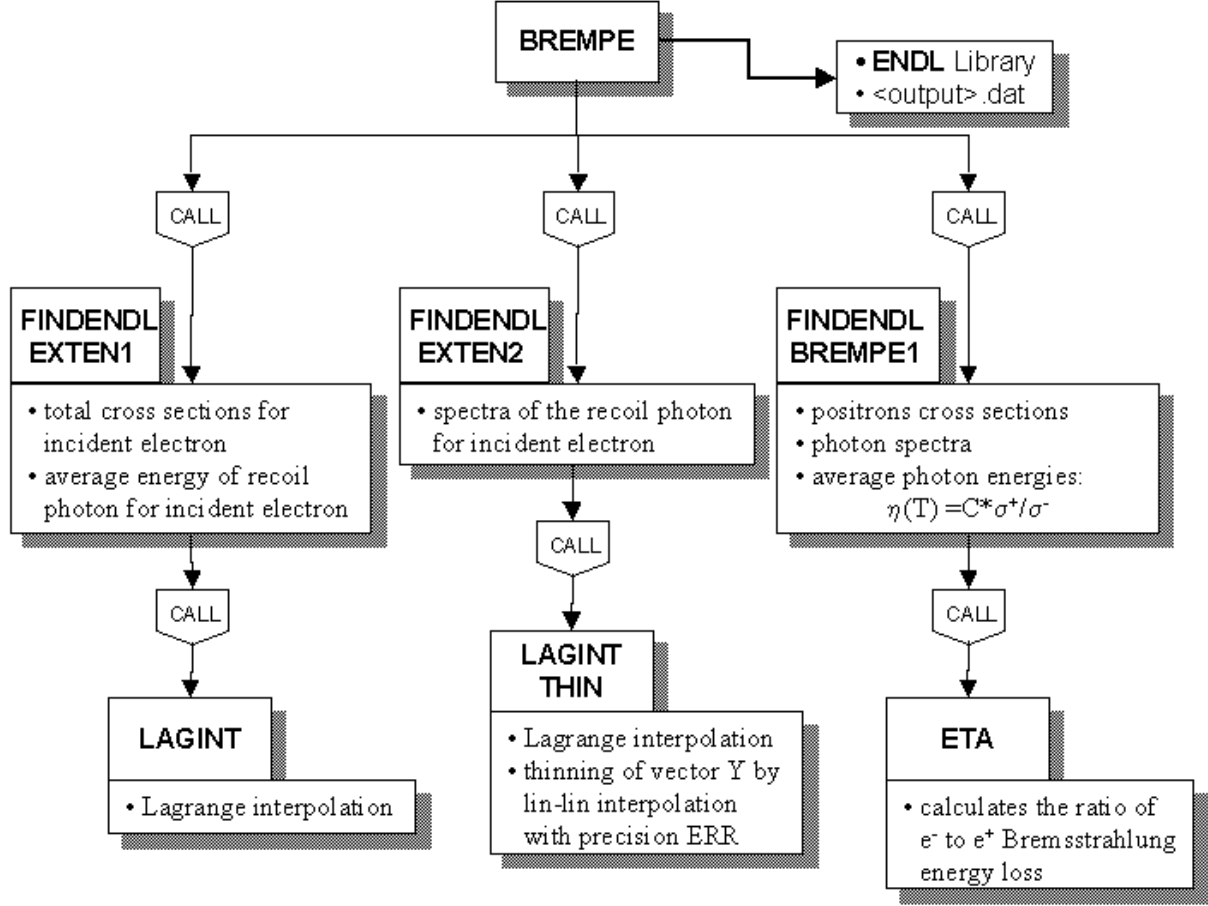 BREMPE
• ENDL Library
• <output>.dat
CALL
CALL
CALL
FINDENDL
EXTEN1
• total cross sections for
incident electron
• average energy of recoil
photon for incident electron
CALL
LAGINT
• Lagrange interpolation
FINDENDL
EXTEN2
• spectra of the recoil photon
for incident electron
CALL
LAGINT
THIN
• Lagrange interpolation
• thinning of vector Y by
lin-lin interpolation
with precision ERR
FINDENDL
BREMPE1
• positrons cross sections
• photon spectra
• average photon energies:
η(T) =C*σ⁺/σ⁻
CALL
ETA
• calculates the ratio of
e⁻ to e⁺ Bremsstrahlung
energy loss